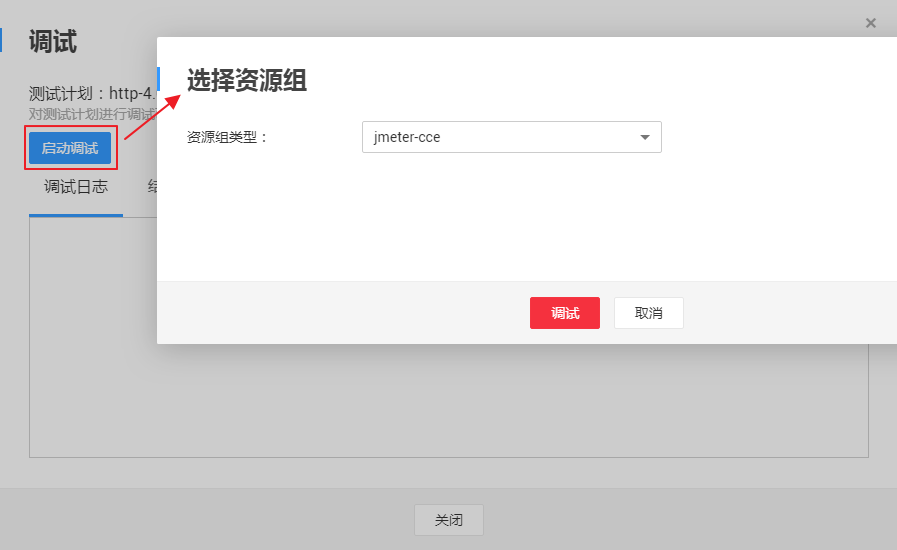 调试
测试计划：http-4.
对测试计划进行调试
启动调试
调试日志
选择资源组
资源组类型：
jmeter-cce
调试
取消
关闭